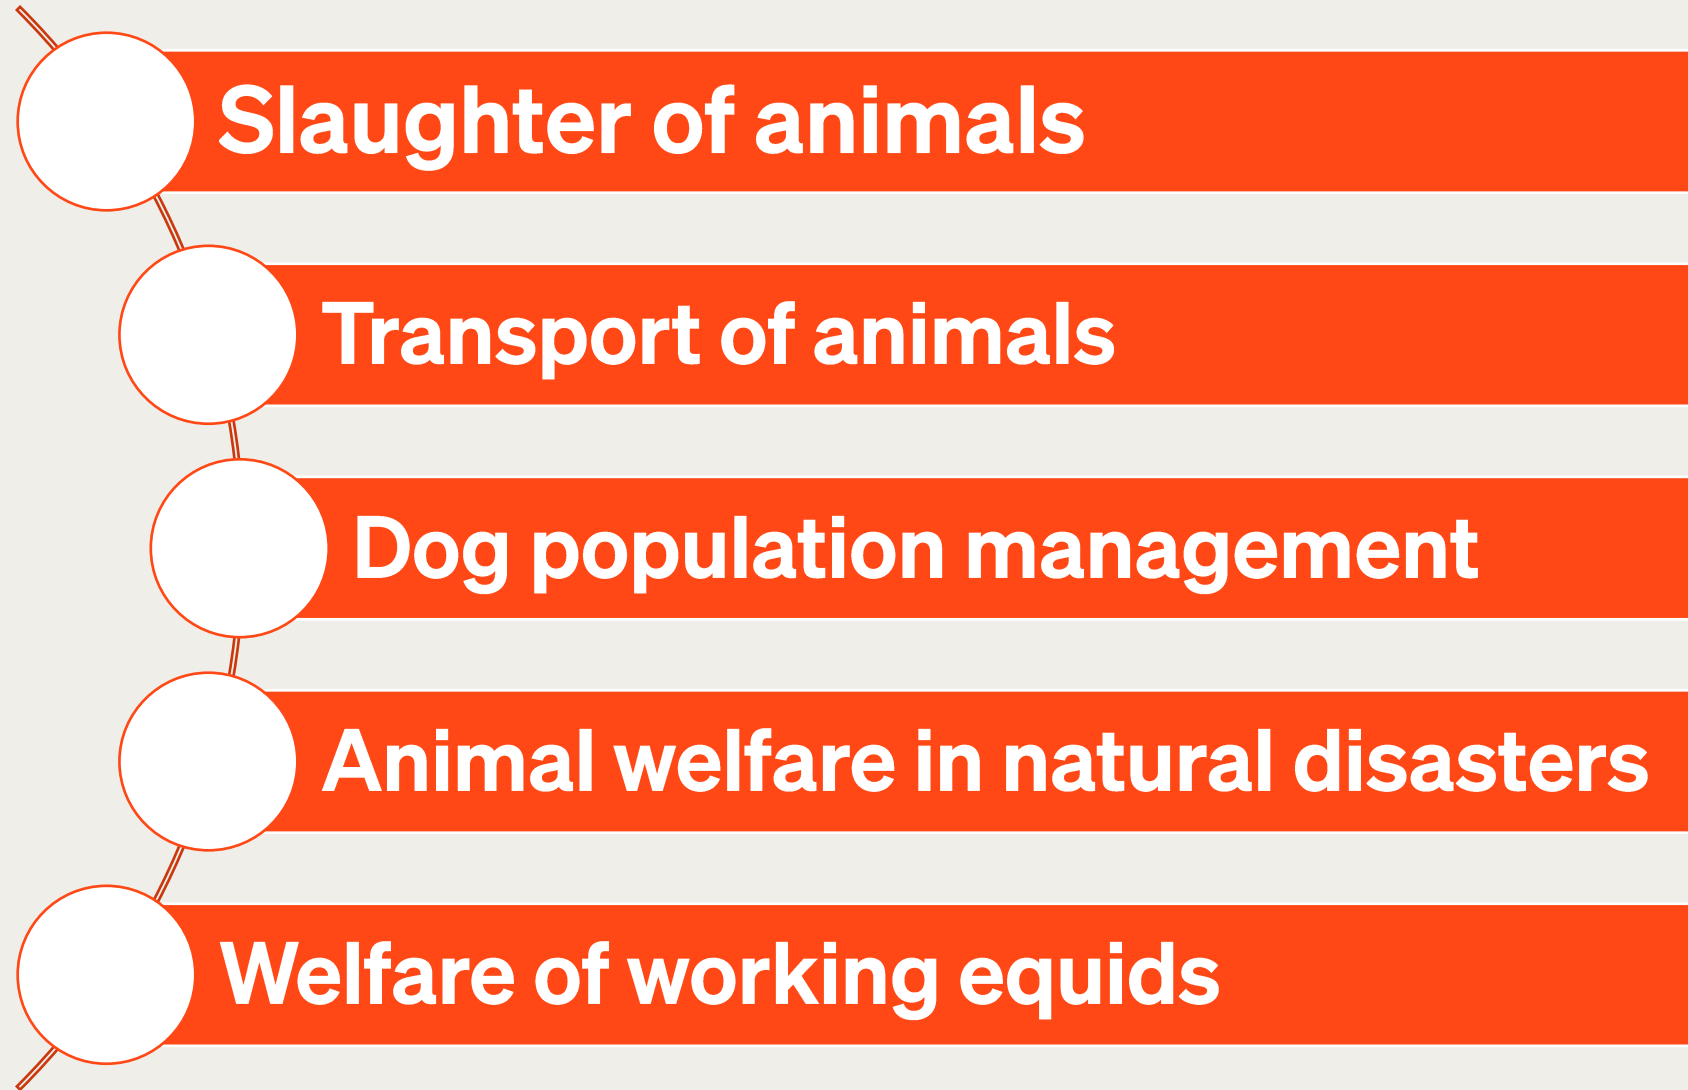 Slaughter of animals
Transport of animals
Dog population management
Animal welfare in natural disasters
Welfare of working equids